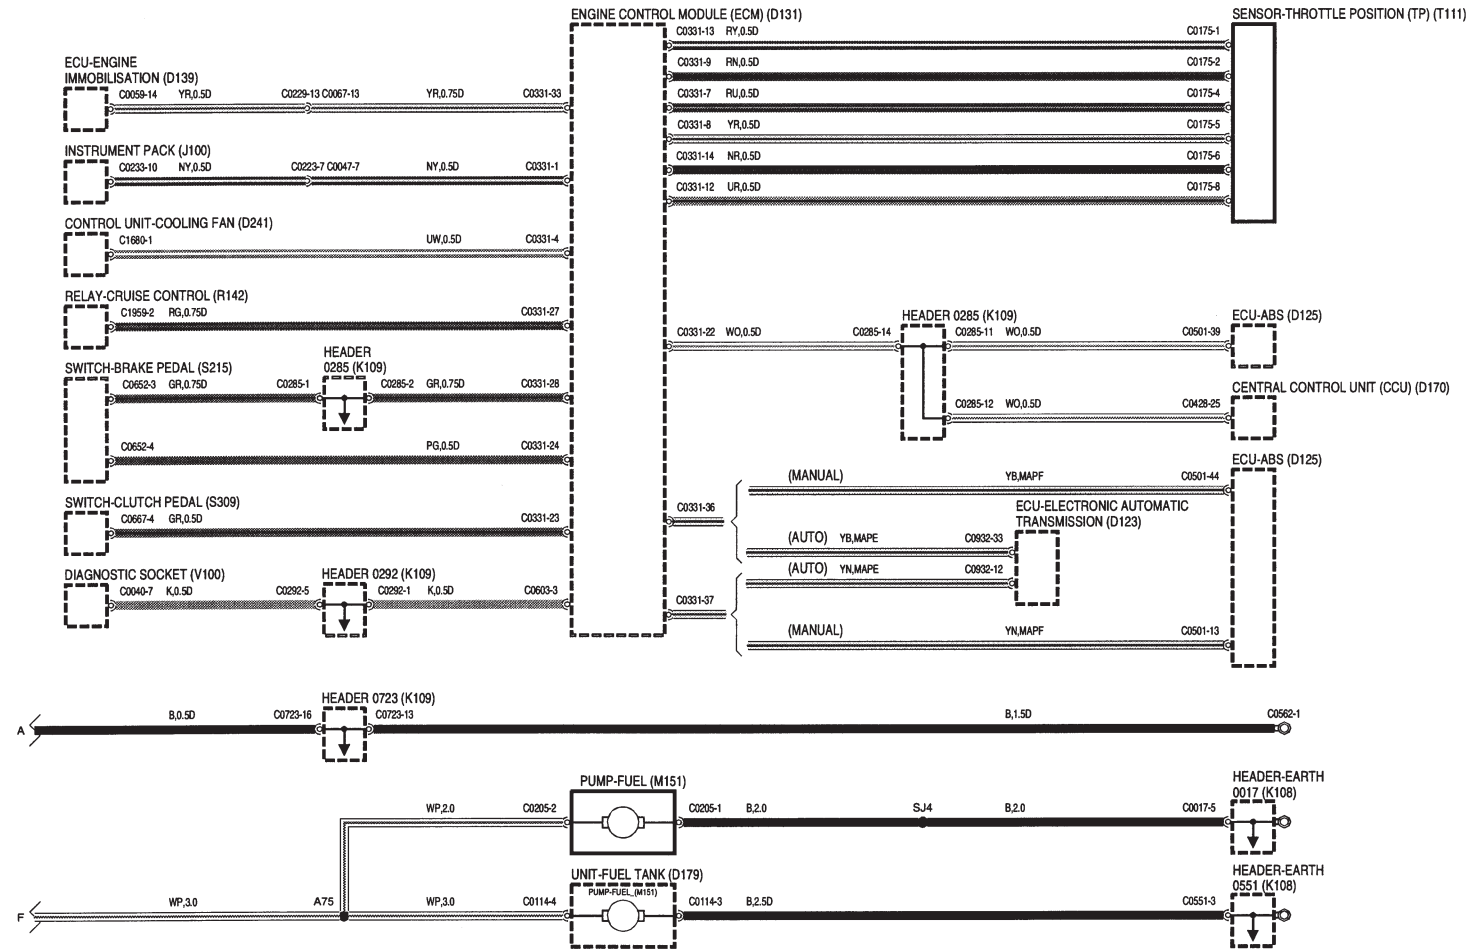 ENGINE CONTROL MODULE (ECM) (D131)
SENSOR-THROTTLE POSITION (TP) (T111)
C0331-13 RY,0.5D C0175-1
C0331-9 RN,0.5D C0175-2
C0331-7 RU,0.5D C0175-4
C0331-8 YR,0.5D C0175-5
C0331-14 NR,0.5D C0175-6
C0331-12 UR,0.5D C0175-8
ECU-ENGINE
IMMOBILISATION (D139)
C0059-14 YR,0.5D C0229-13 C0067-13 YR,0.75D C0331-33
INSTRUMENT PACK (J100)
C0233-10 NY,0.5D C0223-7 C0047-7 NY,0.5D C0331-1
CONTROL UNIT-COOLING FAN (D241)
C1680-1 UW,0.5D C0331-4
RELAY-CRUISE CONTROL (R142)
C1959-2 RG,0.75D C0331-27
HEADER
0285 (K109)
SWITCH-BRAKE PEDAL (S215)
C0652-3 GR,0.75D C0285-1 C0285-2 GR,0.75D C0331-28
C0652-4 PG,0.5D C0331-24
SWITCH-CLUTCH PEDAL (S309)
C0667-4 GR,0.5D C0331-23
DIAGNOSTIC SOCKET (V100)
HEADER 0292 (K109)
C0040-7 K,0.5D C0292-5 C0292-1 K,0.5D C0603-3
HEADER 0285 (K109)
ECU-ABS (D125)
C0331-22 WO,0.5D C0285-14 C0285-11 WO,0.5D C0501-39
CENTRAL CONTROL UNIT (CCU) (D170)
C0285-12 WO,0.5D C0428-25
ECU-ABS (D125)
(MANUAL) YB,MAPF C0501-44
C0331-36
ECU-ELECTRONIC AUTOMATIC
TRANSMISSION (D123)
(AUTO) YB,MAPE C0932-33
(AUTO) YN,MAPE C0932-12
C0331-37
(MANUAL) YN,MAPF C0501-13
HEADER 0723 (K109)
A B,0.5D C0723-16 C0723-13 B,1.5D C0562-1
PUMP-FUEL (M151)
HEADER-EARTH
0017 (K108)
WP,2.0 C0205-2 C0205-1 B,2.0 SJ4 B,2.0 C0017-5
UNIT-FUEL TANK (D179)
PUMP-FUEL_(M151)
HEADER-EARTH
0551 (K108)
F WP,3.0 A75 WP,3.0 C0114-4 C0114-3 B,2.5D C0551-3